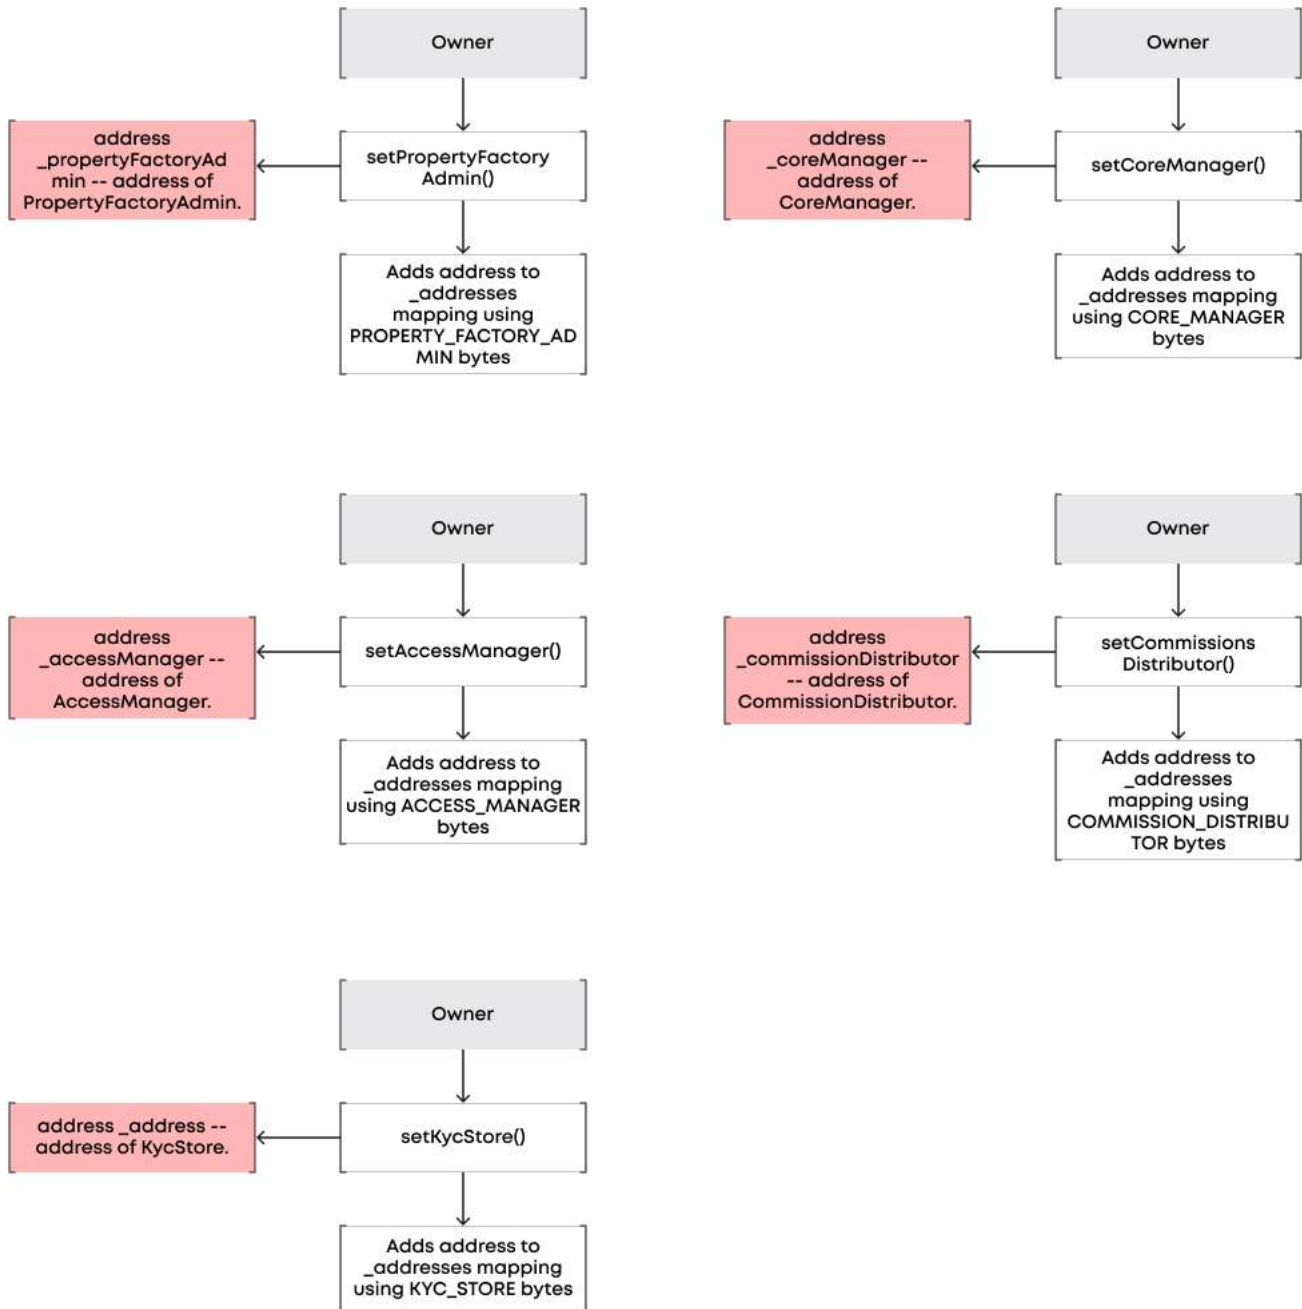 Owner
address
_propertyFactoryAd
min -- address of
PropertyFactoryAdmin.
setPropertyFactory
Admin()
Adds address to
_addresses
mapping using
PROPERTY_FACTORY_AD
MIN bytes
Owner
address
_coreManager --
address of
CoreManager.
setCoreManager()
Adds address to
_addresses mapping
using CORE_MANAGER
bytes
Owner
address
_accessManager --
address of
AccessManager.
setAccessManager()
Adds address to
_addresses mapping
using ACCESS_MANAGER
bytes
Owner
address
_commissionDistributor
-- address of
CommissionDistributor.
setCommissions
Distributor()
Adds address to
_addresses
mapping using
COMMISSION_DISTRIBU
TOR bytes
Owner
address _address --
address of KycStore.
setKycStore()
Adds address to
_addresses mapping
using KYC_STORE bytes